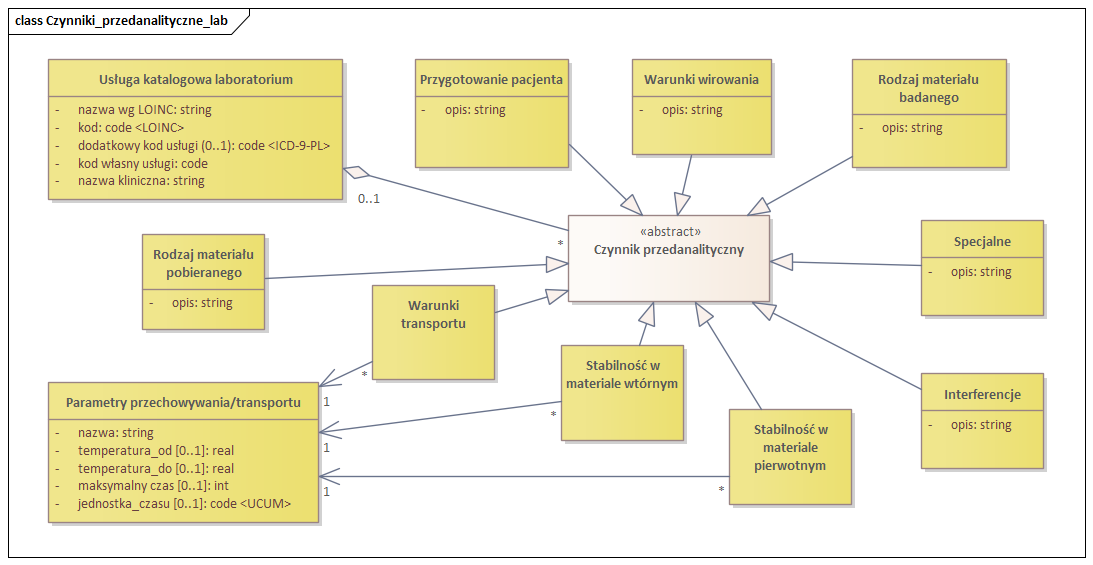 class Czynniki_przedanalityczne_lab
Usługa katalogowa laboratorium
- nazwa wg LOINC: string
- kod: code <LOINC>
- dodatkowy kod usługi (0..1): code <ICD-9-PL>
- kod własny usługi: code
- nazwa kliniczna: string
0..1
*
Przygotowanie pacjenta
- opis: string
Warunki wirowania
- opis: string
Rodzaj materiału
badanego
- opis: string
«abstract»
Czynnik przedanalityczny
Specjalne
- opis: string
Rodzaj materiału
pobieranego
- opis: string
Warunki
transportu
*
1
Stabilność w
materiale wtórnym
*
1
Stabilność w
materiale
pierwotnym
*
1
Interferencje
- opis: string
Parametry przechowywania/transportu
- nazwa: string
- temperatura_od [0..1]: real
- temperatura_do [0..1]: real
- maksymalny czas [0..1]: int
- jednostka_czasu [0..1]: code <UCUM>